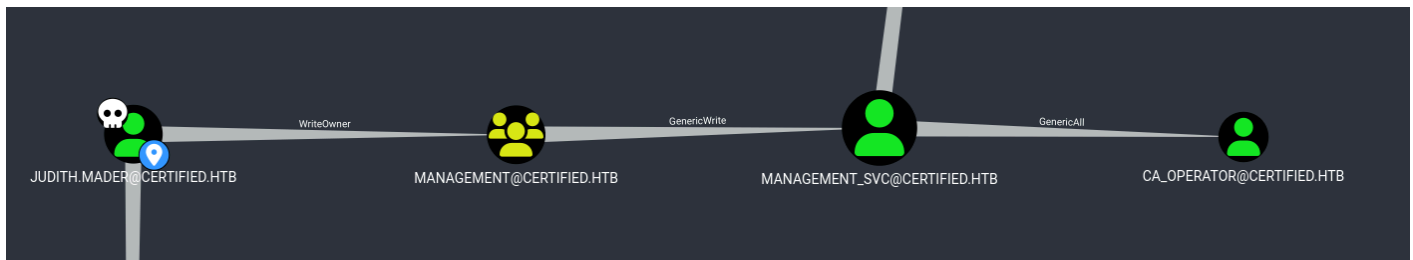 WriteOwner
GenericWrite
GenericAll
JUDITH.MADER@CERTIFIED.HTB
MANAGEMENT@CERTIFIED.HTB
MANAGEMENT_SVC@CERTIFIED.HTB
CA_OPERATOR@CERTIFIED.HTB